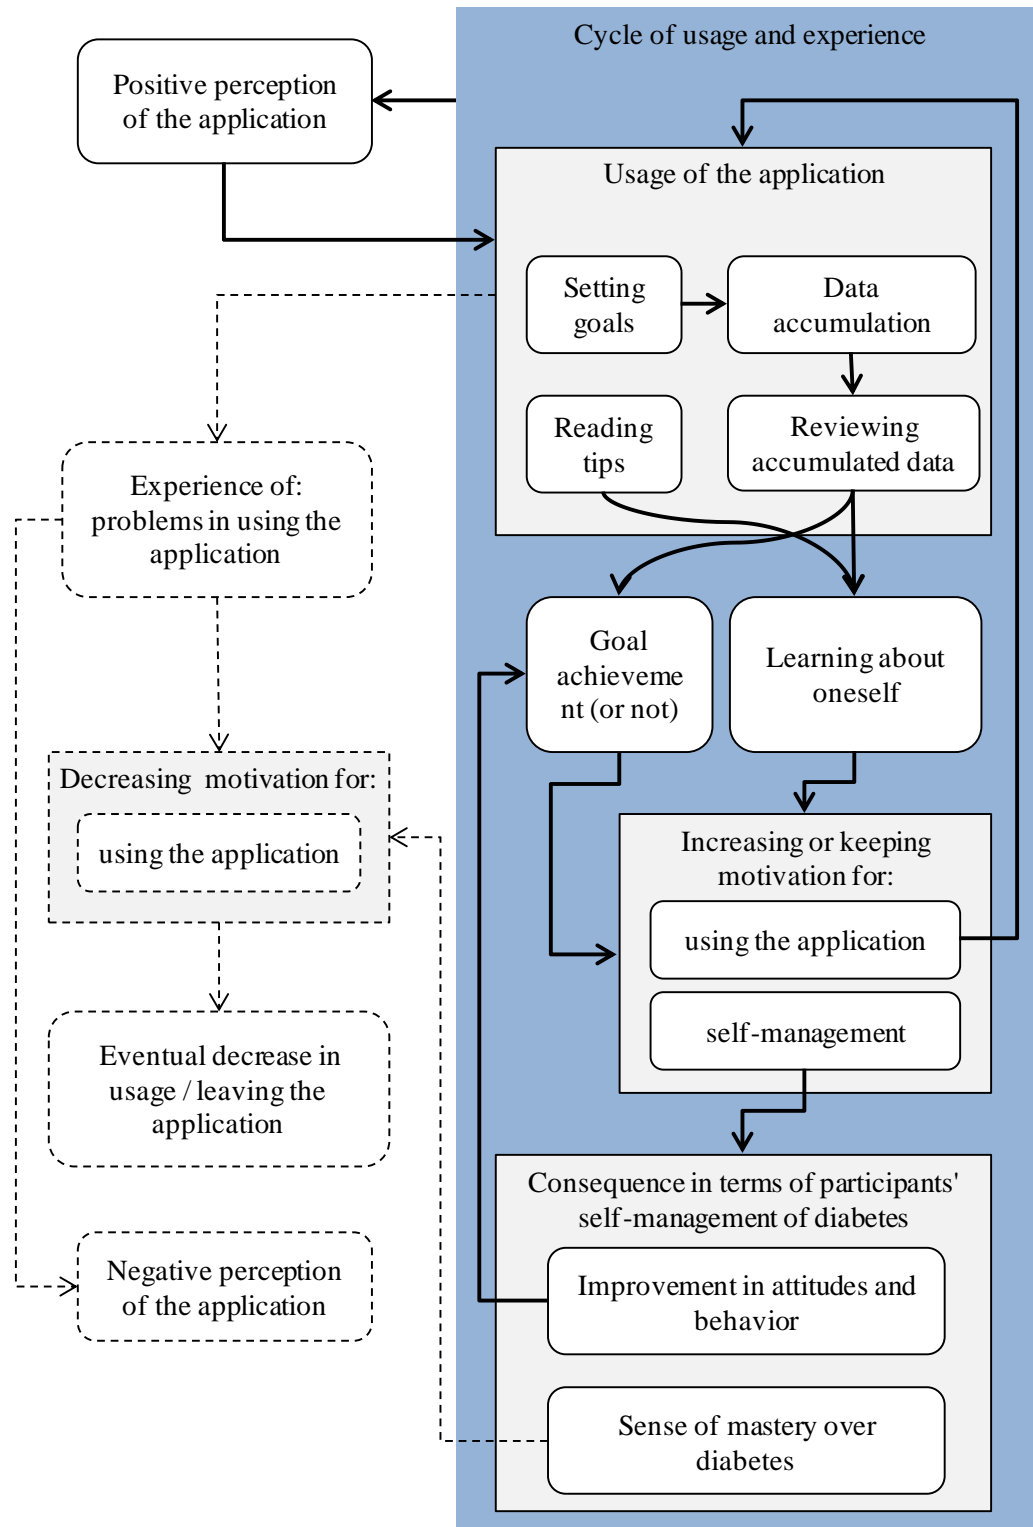 Cycle of usage and experience
Positive perception
of the application
Usage of the application
Setting
goals
Data
accumulation
Reading
tips
Reviewing
accumulated data
Experience of:
problems in using the
application
Goal
achieveme
nt (or not)
Learning about
oneself
Decreasing motivation for:
using the application
Increasing or keeping
motivation for:
using the application
self-management
Eventual decrease in
usage / leaving the
application
Consequence in terms of participants'
self-management of diabetes
Negative perception
of the application
Improvement in attitudes and
behavior
Sense of mastery over
diabetes